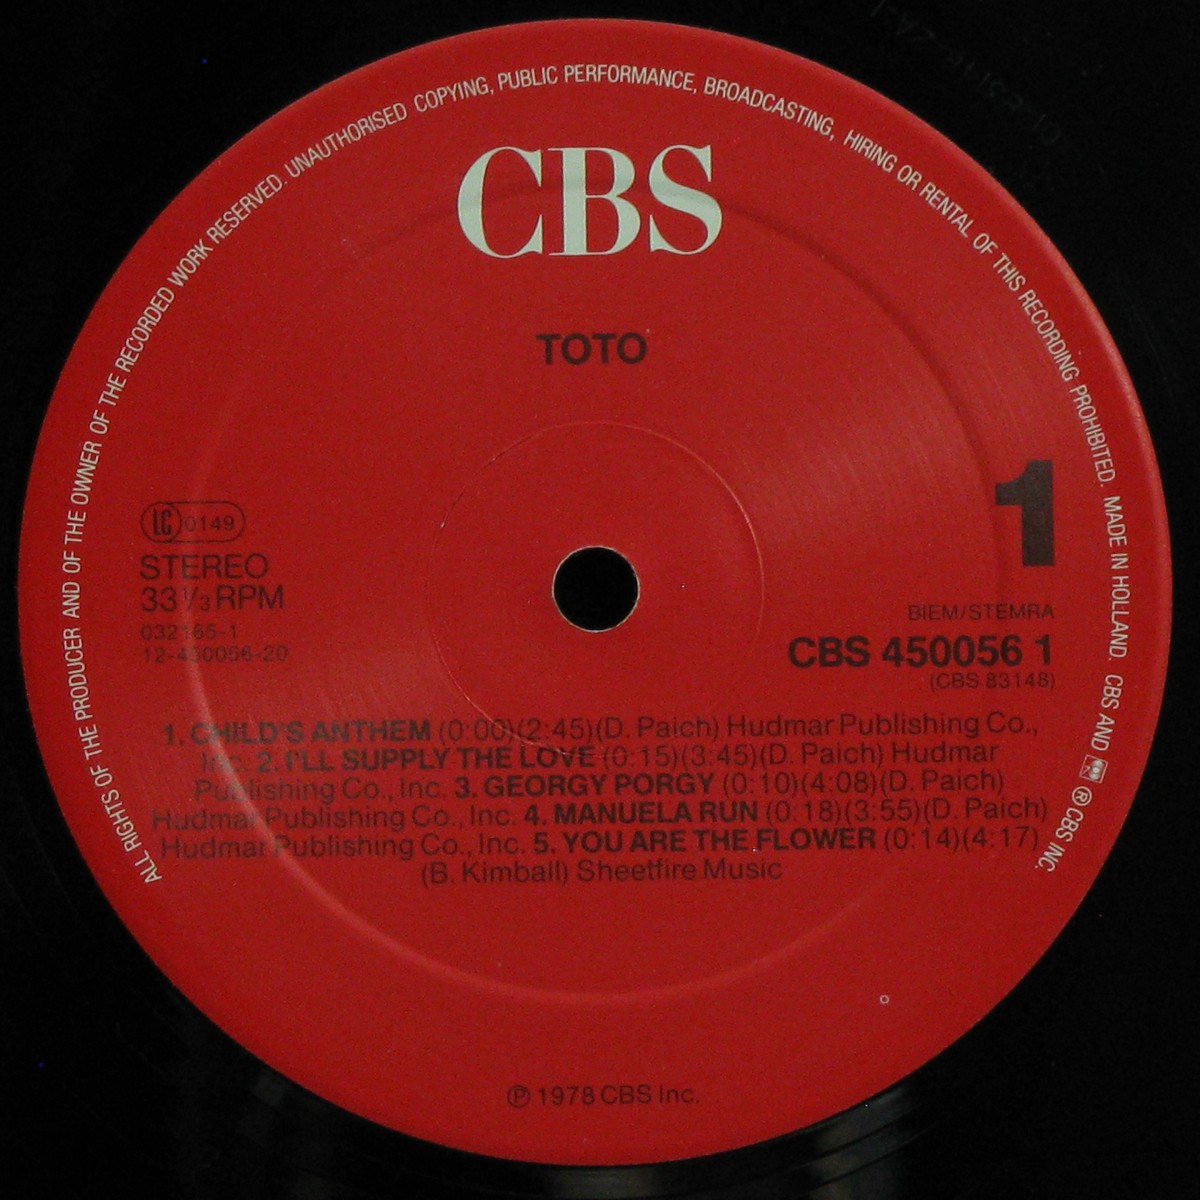 ALL RIGHTS OF THE PRODUCER AND OF THE OWNER OF THE RECORDED WORK RESERVED. UNAUTHORISED COPYING, PUBLIC PERFORMANCE, BROADCASTING, HIRING OR RENTAL OF THIS RECORDING PROHIBITED. MADE IN HOLLAND. CBS AND ® CBS INC.
CBS
TOTO
1
LC 0149
STEREO
33 1/3 RPM
032165-1
12-450056-20
BIEM/STEMRA
CBS 450056 1
(CBS 83148)
1. CHILD'S ANTHEM (0:00)(2:45)(D. Paich) Hudmar Publishing Co.,
Inc. 2. I'LL SUPPLY THE LOVE (0:15)(3:45)(D. Paich) Hudmar
Publishing Co., Inc. 3. GEORGY PORGY (0:10)(4:08)(D. Paich)
Hudmar Publishing Co., Inc. 4. MANUELA RUN (0:18)(3:55)(D. Paich)
Hudmar Publishing Co., Inc. 5. YOU ARE THE FLOWER (0:14)(4:17)
(B. Kimball) Sheetfire Music
℗ 1978 CBS Inc.